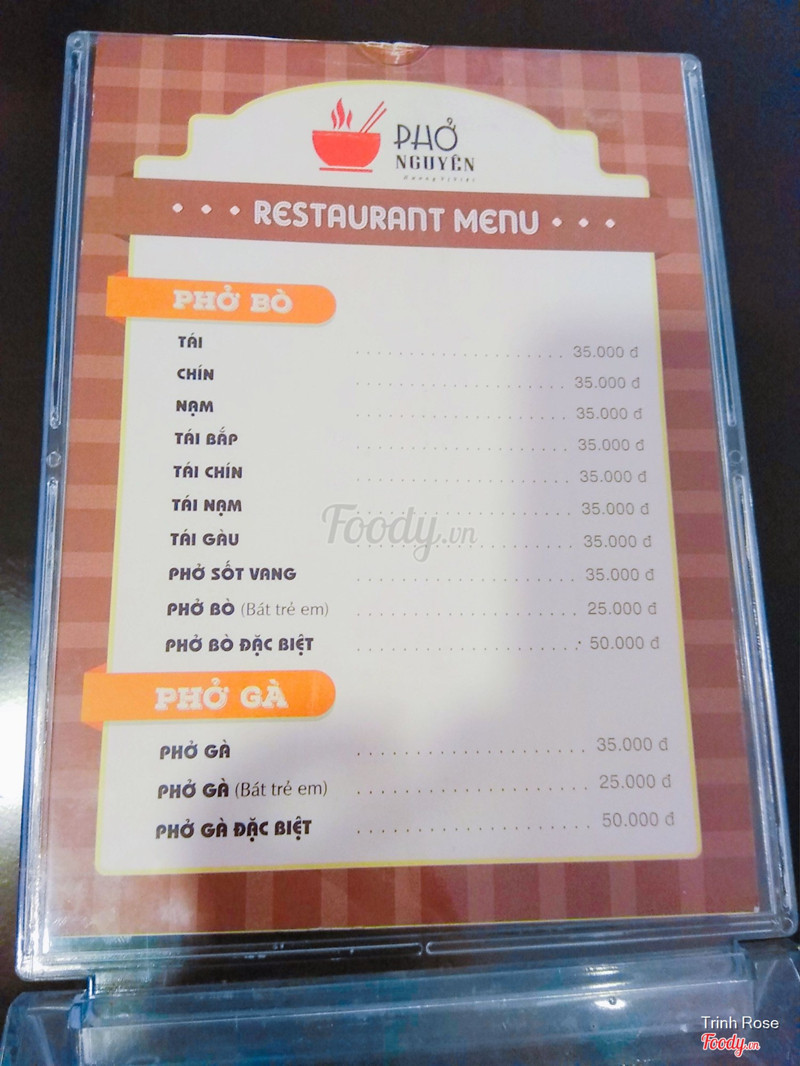 PHỞ
NGUYÊN
RESTAURANT MENU
PHỞ BÒ
TÁI 35.000 đ
CHÍN 35.000 đ
NẠM 35.000 đ
TÁI BẮP 35.000 đ
TÁI CHÍN 35.000 đ
TÁI NẠM 35.000 đ
TÁI GÀU 35.000 đ
PHỞ SỐT VANG 35.000 đ
PHỞ BÒ (Bát trẻ em) 25.000 đ
PHỞ BÒ ĐẶC BIỆT 50.000 đ
PHỞ GÀ
PHỞ GÀ 35.000 đ
PHỞ GÀ (Bát trẻ em) 25.000 đ
PHỞ GÀ ĐẶC BIỆT 50.000 đ
Foody.vn
Trinh Rose
Foody.vn